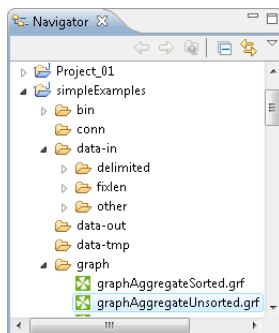 Navigator
Project_01
simpleExamples
bin
conn
data-in
delimited
fixlen
other
data-out
data-tmp
graph
graphAggregateSorted.grf
graphAggregateUnsorted.grf